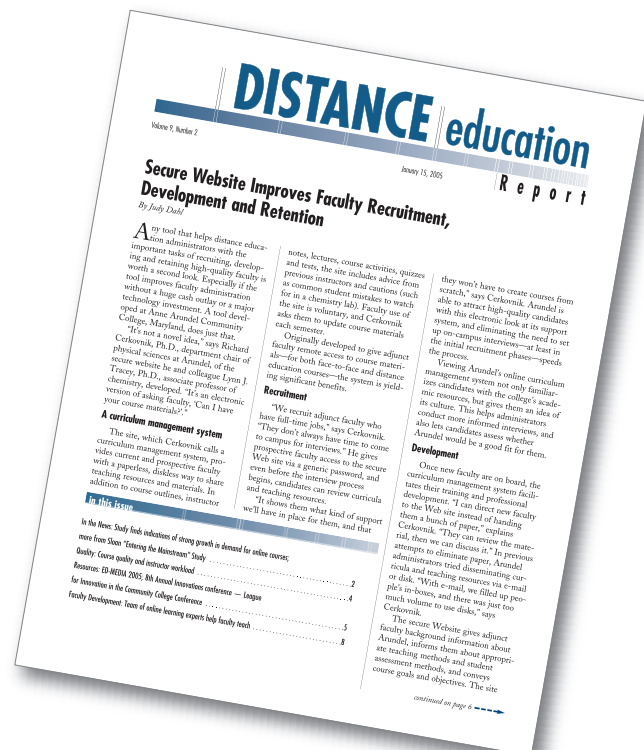 DISTANCE education
Report
Volume 9, Number 2
January 15, 2005
Secure Website Improves Faculty Recruitment,
Development and Retention
By Judy Dahl
Any tool that helps distance educa-
tion administrators with the
important tasks of recruiting, develop-
ing and retaining high-quality faculty is
worth a second look. Especially if the
tool improves faculty administration
without a huge cash outlay or a major
technology investment. A tool devel-
oped at Anne Arundel Community
College, Maryland, does just that.
"It's not a novel idea," says Richard
Cerkovnik, Ph.D., department chair of
physical sciences at Arundel, of the
secure website he and colleague Lynn J.
Tracey, Ph.D., associate professor of
chemistry, developed. "It's an electronic
version of asking faculty, 'Can I have
your course materials?'."
A curriculum management system
The site, which Cerkovnik calls a
curriculum management system, pro-
vides current and prospective faculty
with a paperless, diskless way to share
teaching resources and materials. In
addition to course outlines, instructor
notes, lectures, course activities, quizzes
and tests, the site includes advice from
previous instructors and cautions (such
as common student mistakes to watch
for in a chemistry lab). Faculty use of
the site is voluntary, and Cerkovnik
asks them to update course materials
each semester.
Originally developed to give adjunct
faculty remote access to course materi-
als—for both face-to-face and distance
education courses—the system is yield-
ing significant benefits.
Recruitment
"We recruit adjunct faculty who
have full-time jobs," says Cerkovnik.
"They don't always have time to come
to campus for interviews." He gives
prospective faculty access to the secure
Web site via a generic password, and
even before the interview process
begins, candidates can review curricula
and teaching resources.
"It shows them what kind of support
we'll have in place for them, and that
they won't have to create courses from
scratch," says Cerkovnik. Arundel is
able to attract high-quality candidates
with this electronic look at its support
system, and eliminating the need to set
up on-campus interviews—at least in
the initial recruitment phases—speeds
the process.
Viewing Arundel's online curriculum
management system not only familiar-
izes candidates with the college's acade-
mic resources, but gives them an idea of
its culture. This helps administrators
conduct more informed interviews, and
also lets candidates assess whether
Arundel would be a good fit for them.
Development
Once new faculty are on board, the
curriculum management system facili-
tates their training and professional
development. "I can direct new faculty
to the Web site instead of handing
them a bunch of paper," explains
Cerkovnik. "They can review the mate-
rial, then we can discuss it." In previous
attempts to eliminate paper, Arundel
administrators tried disseminating cur-
ricula and teaching resources via e-mail
or disk. "With e-mail, we filled up peo-
ple's in-boxes, and there was just too
much volume to use disks," says
Cerkovnik.
The secure Website gives adjunct
faculty background information about
Arundel, informs them about appropri-
ate teaching methods and student
assessment methods, and conveys
course goals and objectives. The site
continued on page 6
in this issue
In the News: Study finds indications of strong growth in demand for online courses;
more from Sloan "Entering the Mainstream" Study ........ 2
Quality: Course quality and instructor workload ........ 4
Resources: ED-MEDIA 2005, 8th Annual Innovations conference — League
for Innovation in the Community College Conference ........ 5
Faculty Development: Team of online learning experts help faculty teach ........ 8